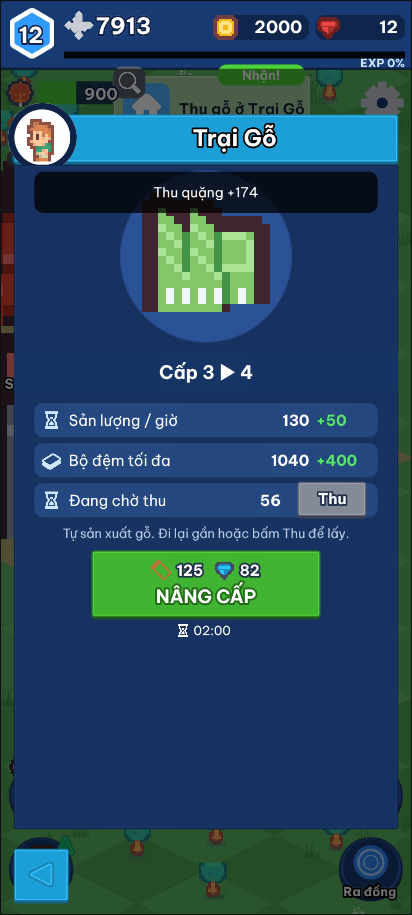 12
7913
2000
12
EXP 0%
900
Nhận!
Thu gỗ ở Trại Gỗ
Trại Gỗ
Thu quặng +174
Cấp 3 ▶ 4
Sản lượng / giờ 130 +50
Bộ đệm tối đa 1040 +400
Đang chờ thu 56 Thu
Tự sản xuất gỗ. Đi lại gần hoặc bấm Thu để lấy.
125 82
NÂNG CẤP
02:00
Ra đồng